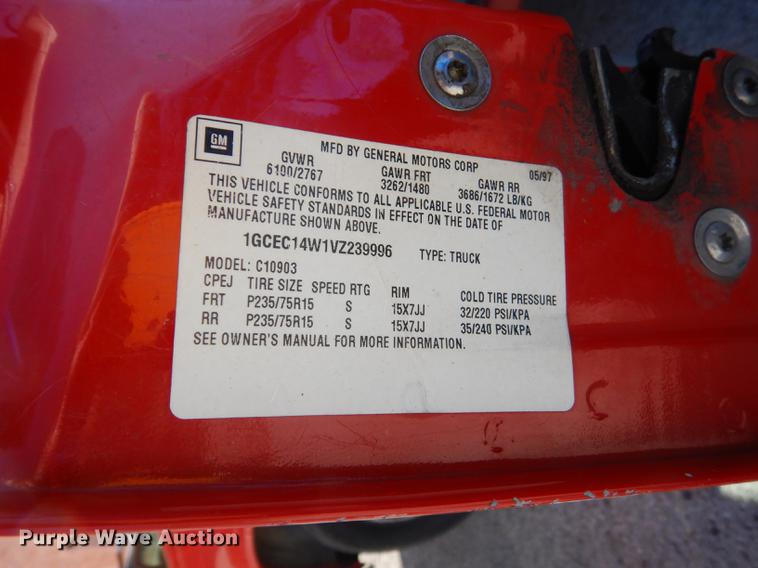 GM
MFD BY GENERAL MOTORS CORP 05/97
GVWR GAWR FRT GAWR RR
6100/2767 3262/1480 3686/1672 LB/KG
THIS VEHICLE CONFORMS TO ALL APPLICABLE U.S. FEDERAL MOTOR
VEHICLE SAFETY STANDARDS IN EFFECT ON THE DATE OF
MANUFACTURE SHOWN ABOVE.
1GCEC14W1VZ239996 TYPE: TRUCK
MODEL: C10903
CPEJ TIRE SIZE SPEED RTG RIM COLD TIRE PRESSURE
FRT P235/75R15 S 15X7JJ 32/220 PSI/KPA
RR P235/75R15 S 15X7JJ 35/240 PSI/KPA
SEE OWNER'S MANUAL FOR MORE INFORMATION.
Purple Wave Auction